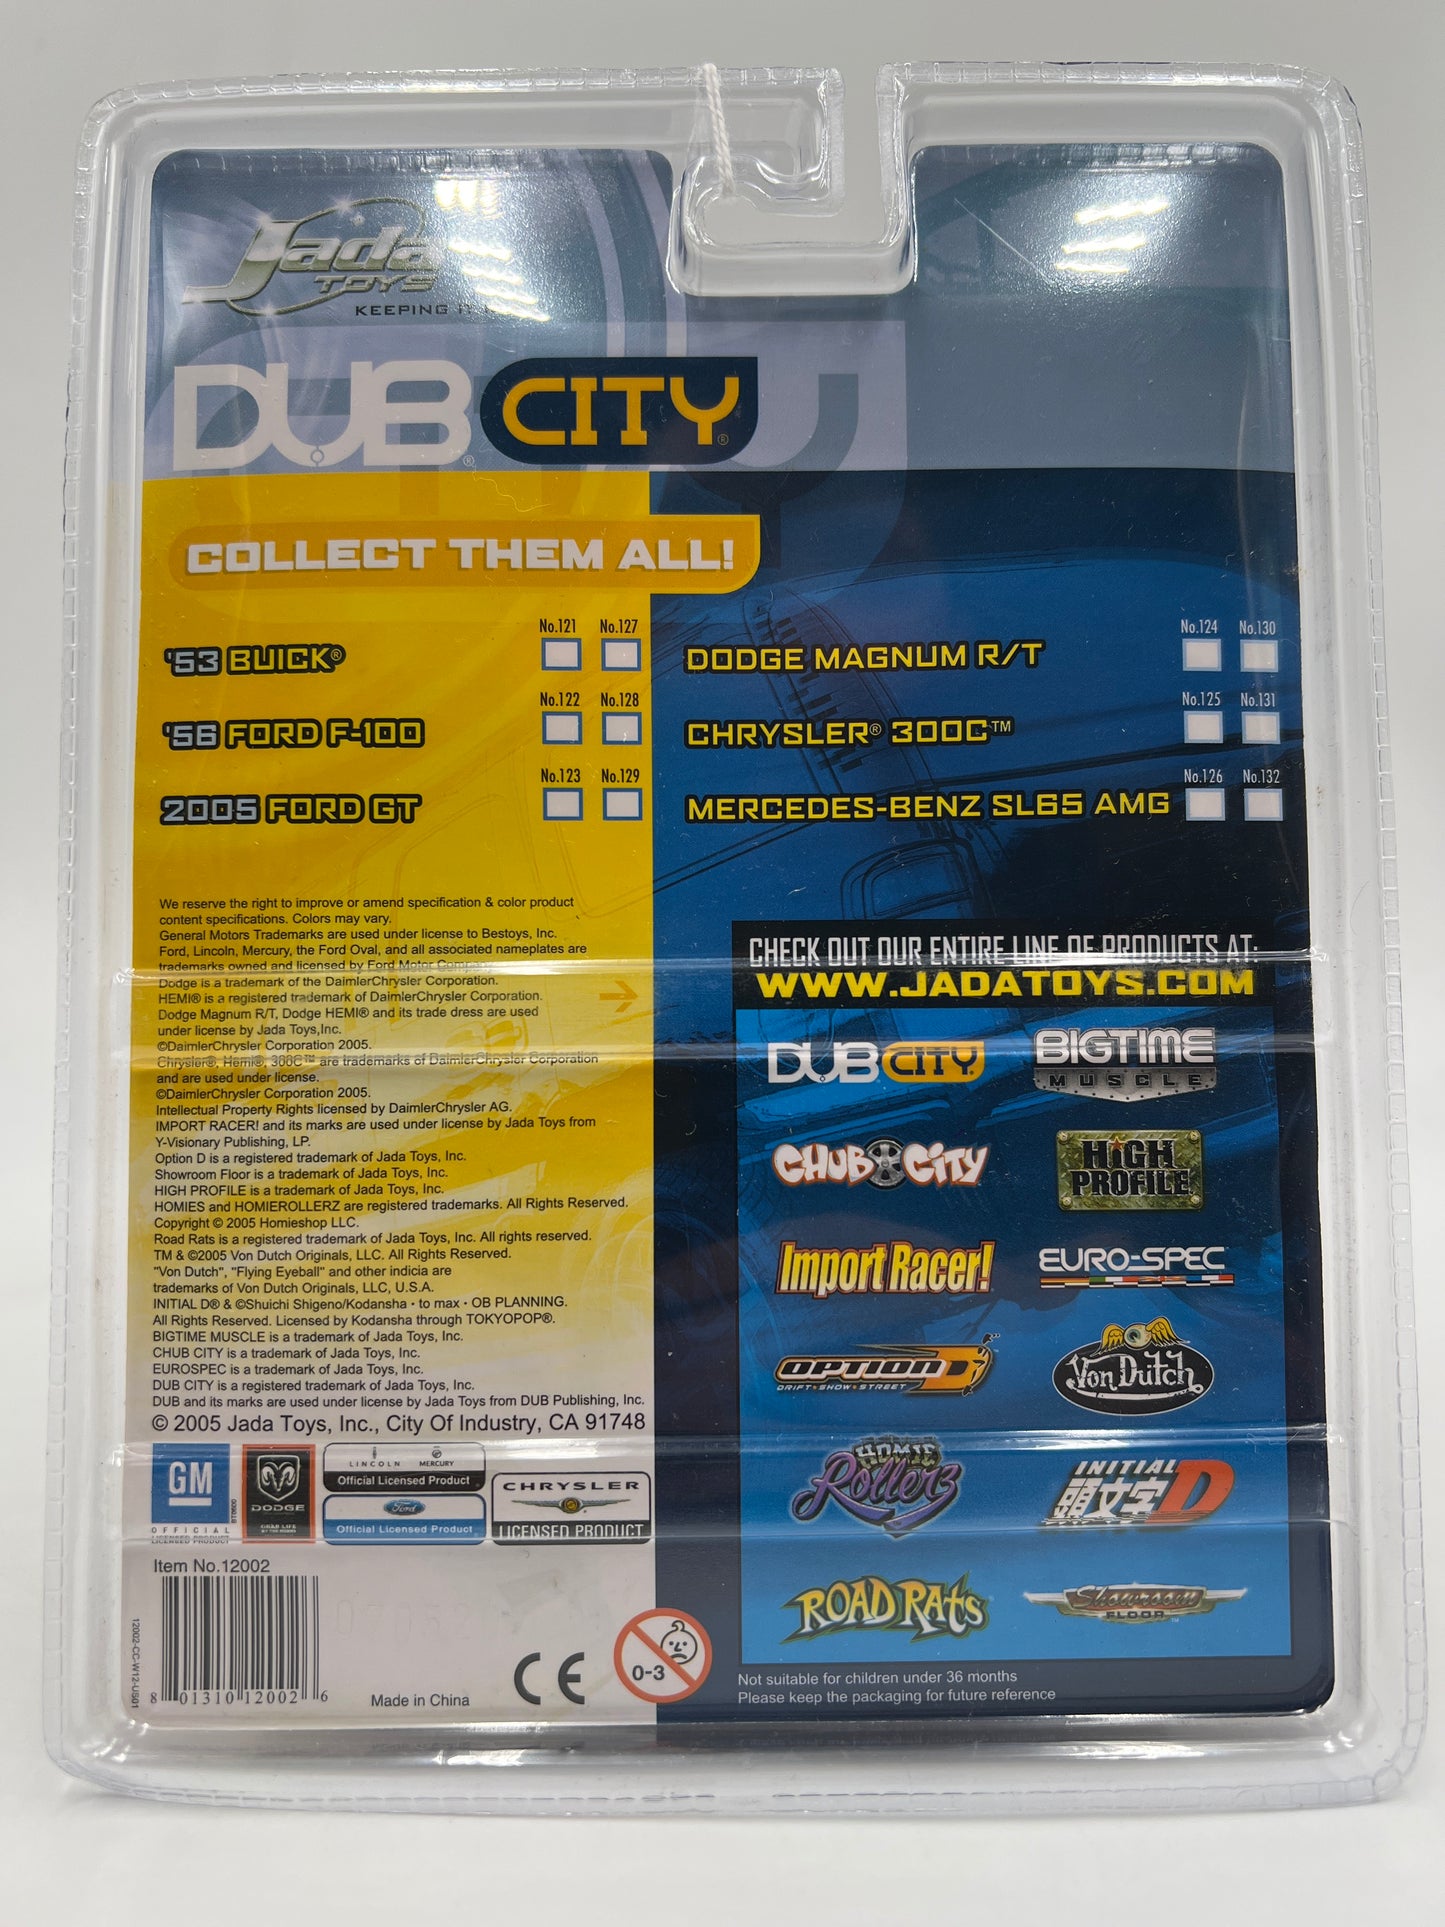 Jada
TOYS
KEEPING IT
DUB CITY®
COLLECT THEM ALL!
No.121 No.127
'53 BUICK®
No.122 No.128
'56 FORD F-100
No.123 No.129
2005 FORD GT
No.124 No.130
DODGE MAGNUM R/T
No.125 No.131
CHRYSLER® 300C™
No.126 No.132
MERCEDES-BENZ SL65 AMG
We reserve the right to improve or amend specification & color product
content specifications. Colors may vary.
General Motors Trademarks are used under license to Bestoys, Inc.
Ford, Lincoln, Mercury, the Ford Oval, and all associated nameplates are
trademarks owned and licensed by Ford Motor Company.
Dodge is a trademark of the DaimlerChrysler Corporation.
HEMI® is a registered trademark of DaimlerChrysler Corporation.
Dodge Magnum R/T, Dodge HEMI® and its trade dress are used
under license by Jada Toys,Inc.
©DaimlerChrysler Corporation 2005.
Chrysler®, Hemi®, 300C™ are trademarks of DaimlerChrysler Corporation
and are used under license.
©DaimlerChrysler Corporation 2005.
Intellectual Property Rights licensed by DaimlerChrysler AG.
IMPORT RACER! and its marks are used under license by Jada Toys from
Y-Visionary Publishing, LP.
Option D is a registered trademark of Jada Toys, Inc.
Showroom Floor is a trademark of Jada Toys, Inc.
HIGH PROFILE is a trademark of Jada Toys, Inc.
HOMIES and HOMIEROLLERZ are registered trademarks. All Rights Reserved.
Copyright © 2005 Homieshop LLC.
Road Rats is a registered trademark of Jada Toys, Inc. All rights reserved.
TM & ©2005 Von Dutch Originals, LLC. All Rights Reserved.
"Von Dutch", "Flying Eyeball" and other indicia are
trademarks of Von Dutch Originals, LLC, U.S.A.
INITIAL D® & ©Shuichi Shigeno/Kodansha • to max • OB PLANNING.
All Rights Reserved. Licensed by Kodansha through TOKYOPOP®.
BIGTIME MUSCLE is a trademark of Jada Toys, Inc.
CHUB CITY is a trademark of Jada Toys, Inc.
EUROSPEC is a trademark of Jada Toys, Inc.
DUB CITY is a registered trademark of Jada Toys, Inc.
DUB and its marks are used under license by Jada Toys from DUB Publishing, Inc.
© 2005 Jada Toys, Inc., City Of Industry, CA 91748
GM
OFFICIAL
LICENSED PRODUCT
DODGE
GRAB LIFE
BY THE HORNS
LINCOLN MERCURY
Official Licensed Product
Ford
Official Licensed Product
CHRYSLER
LICENSED PRODUCT
Item No.12002
12002-CC-W12-US01
8 01310 12002 6
Made in China
CE
0-3
CHECK OUT OUR ENTIRE LINE OF PRODUCTS AT:
WWW.JADATOYS.COM
DUB CITY
BIGTIME
MUSCLE
CHUB CITY
HIGH
PROFILE
Import Racer!
EURO-SPEC
OPTION D
DRIFT•SHOW•STREET
Von Dutch
HOMIE
Rollerz
INITIAL D
頭文字
ROAD RATS
Showroom
FLOOR™
Not suitable for children under 36 months
Please keep the packaging for future reference